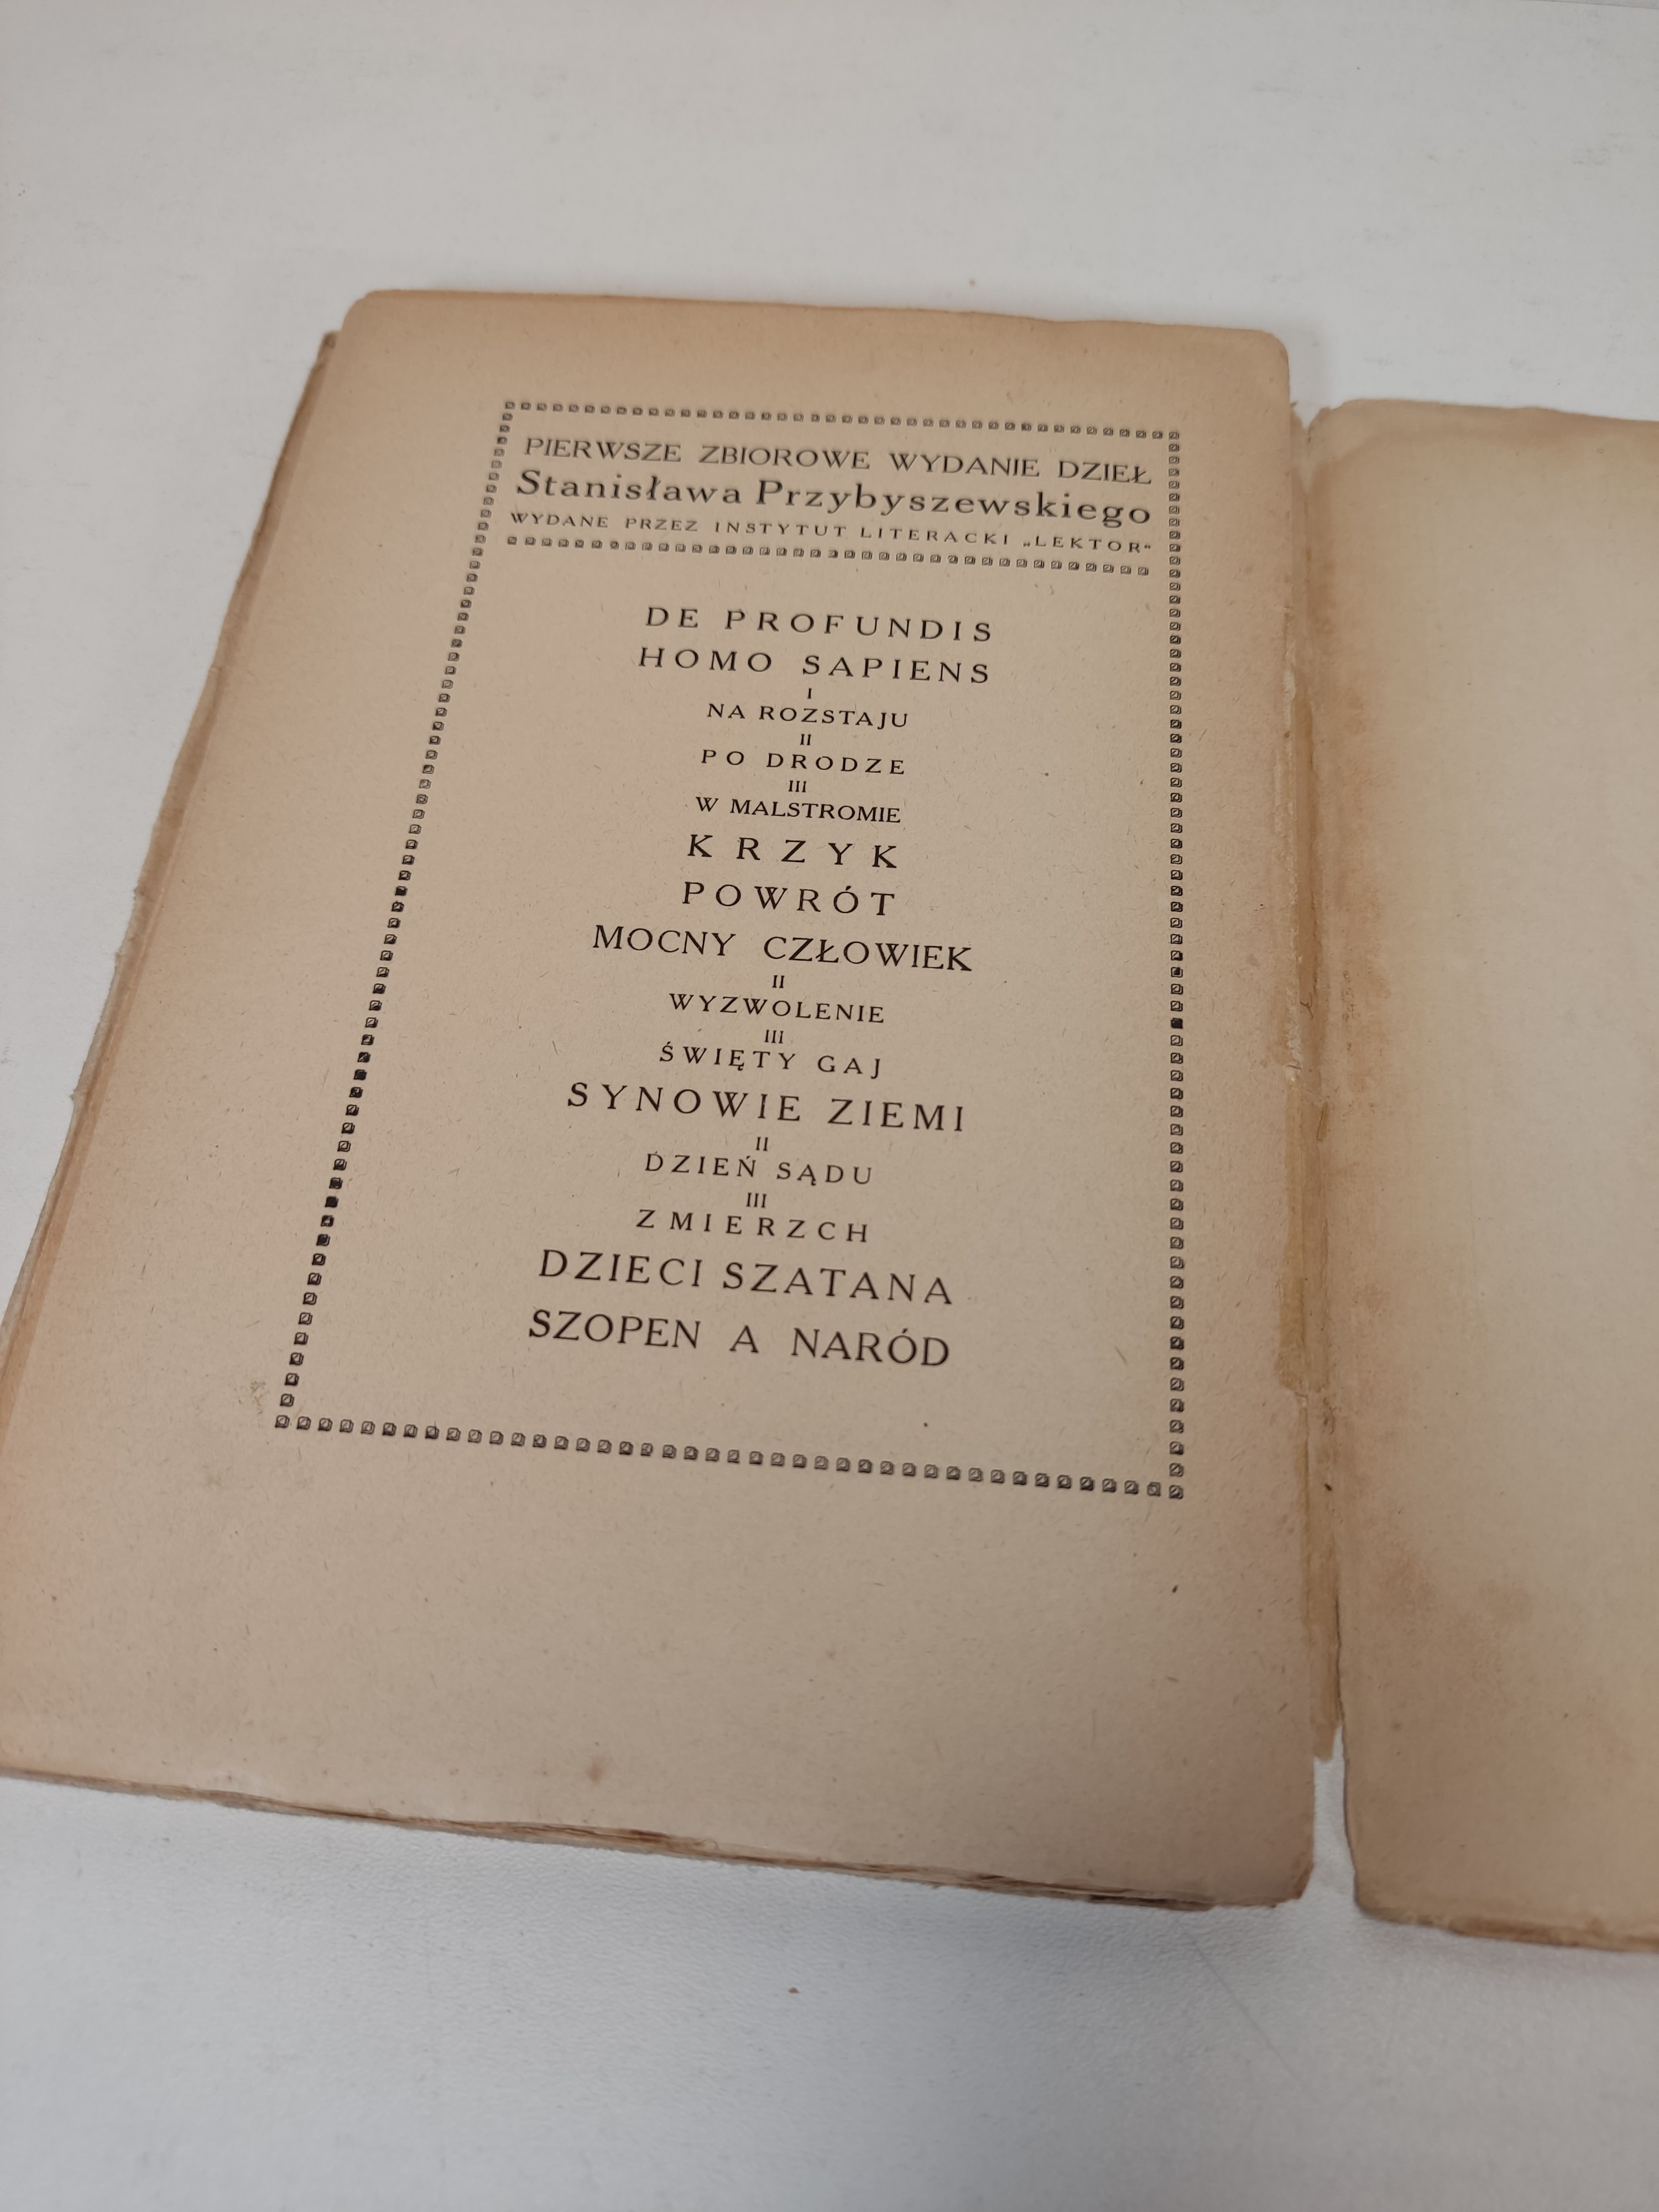 PIERWSZE ZBIOROWE WYDANIE DZIEŁ
Stanisława Przybyszewskiego
WYDANE PRZEZ INSTYTUT LITERACKI „LEKTOR“
DE PROFUNDIS
HOMO SAPIENS
I
NA ROZSTAJU
II
PO DRODZE
III
W MALSTROMIE
KRZYK
POWRÓT
MOCNY CZŁOWIEK
II
WYZWOLENIE
III
ŚWIĘTY GAJ
SYNOWIE ZIEMI
II
DZIEŃ SĄDU
III
ZMIERZCH
DZIECI SZATANA
SZOPEN A NARÓD